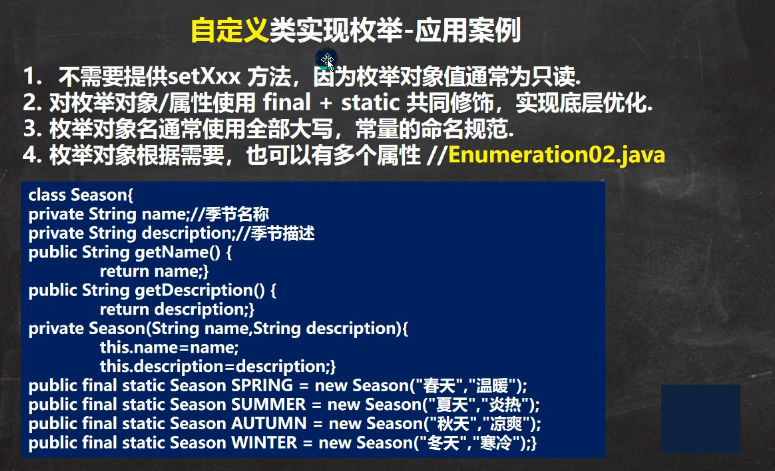 自定义类实现枚举-应用案例
1. 不需要提供setXxx 方法，因为枚举对象值通常为只读.
2. 对枚举对象/属性使用 final + static 共同修饰，实现底层优化.
3. 枚举对象名通常使用全部大写，常量的命名规范.
4. 枚举对象根据需要，也可以有多个属性 //Enumeration02.java
class Season{
private String name;//季节名称
private String description;//季节描述
public String getName() {
return name;}
public String getDescription() {
return description;}
private Season(String name,String description){
this.name=name;
this.description=description;}
public final static Season SPRING = new Season("春天","温暖");
public final static Season SUMMER = new Season("夏天","炎热");
public final static Season AUTUMN = new Season("秋天","凉爽");
public final static Season WINTER = new Season("冬天","寒冷");}